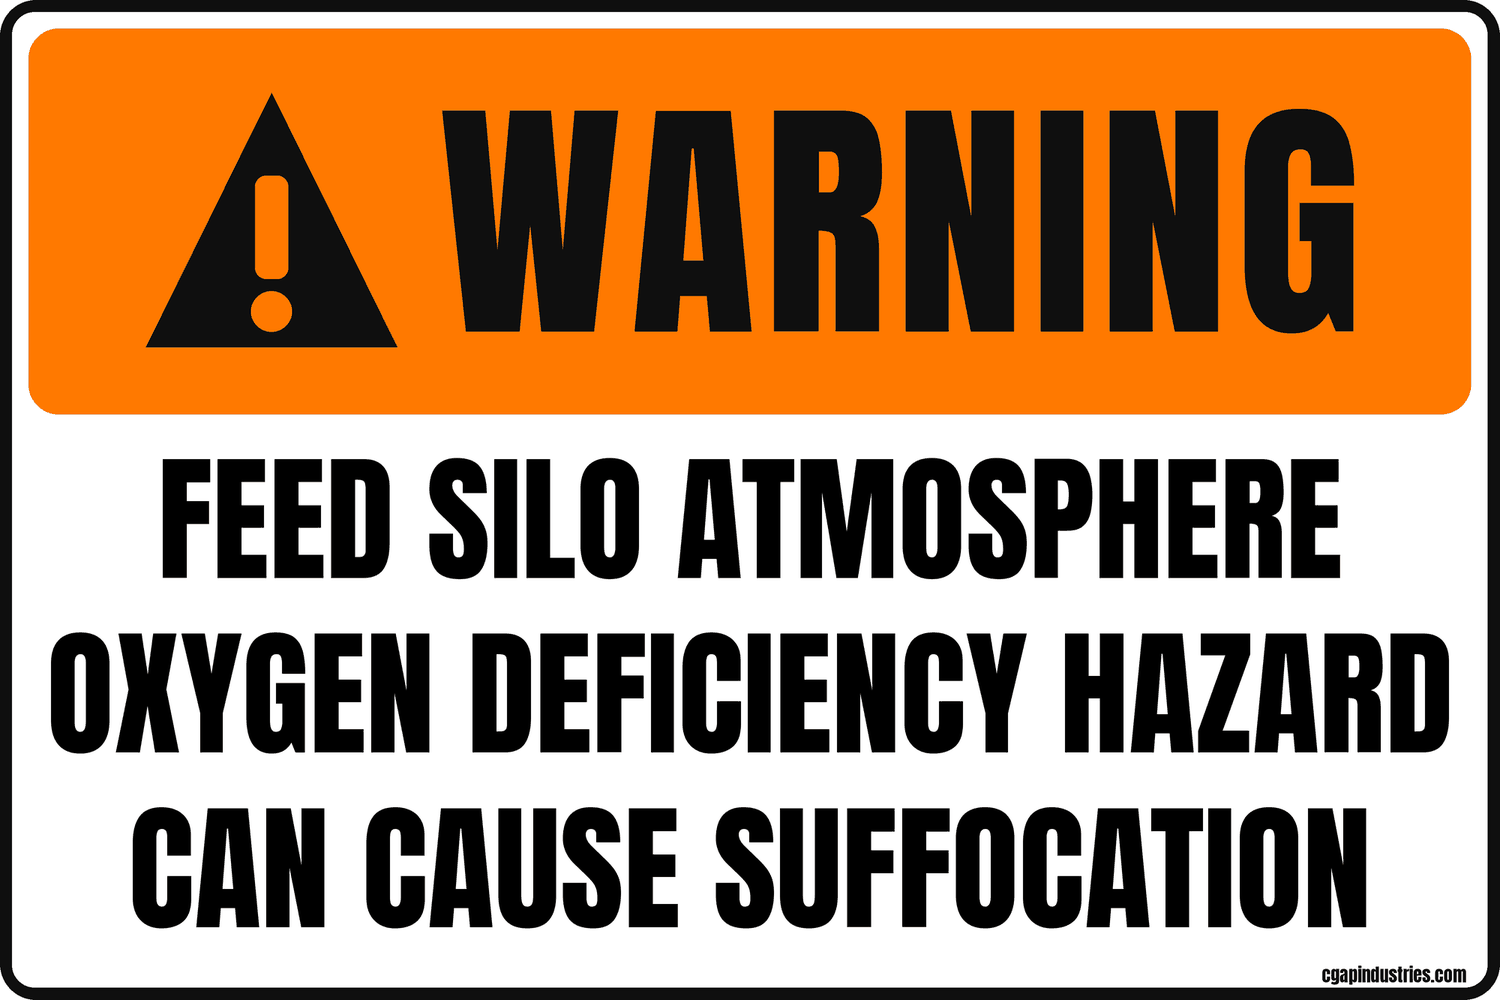 WARNING
FEED SILO ATMOSPHERE
OXYGEN DEFICIENCY HAZARD
CAN CAUSE SUFFOCATION
cgapindustries.com